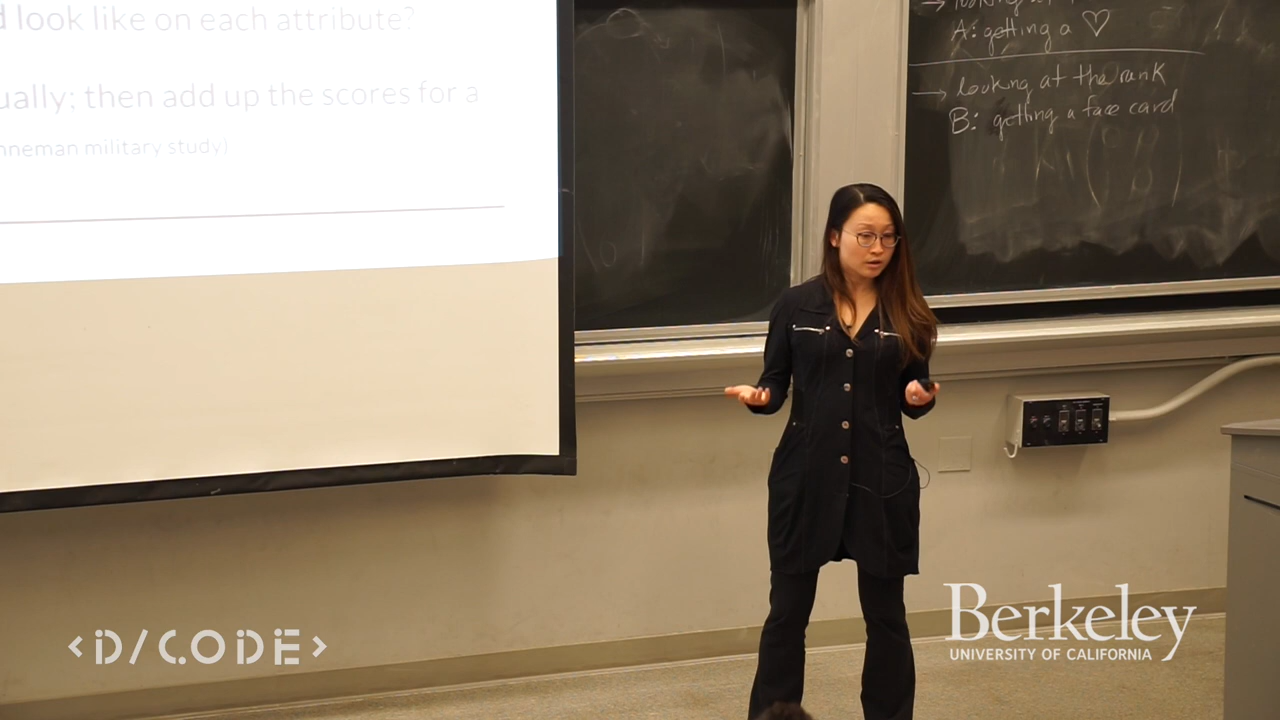 d look like on each attribute?
ually; then add up the scores for a
nneman military study)
A: getting a ♡
→ looking at the rank
B: getting a face card
<D/CODE>
Berkeley
UNIVERSITY OF CALIFORNIA